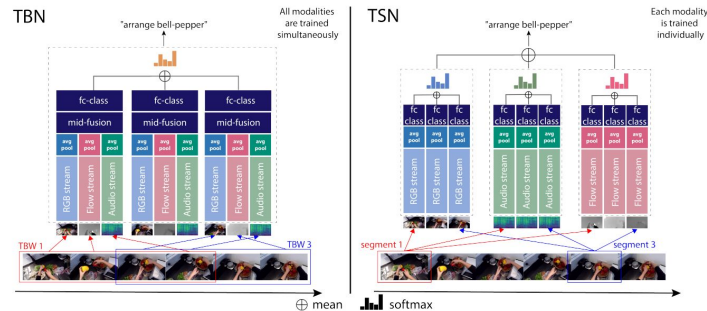 TBN
"arrange bell-pepper"
All modalities
are trained
simultaneously
fc-class
fc-class
fc-class
mid-fusion
mid-fusion
mid-fusion
avg
pool
avg
pool
avg
pool
avg
pool
avg
pool
avg
pool
avg
pool
avg
pool
avg
pool
RGB stream
Flow stream
Audio stream
RGB stream
Flow stream
Audio stream
RGB stream
Flow stream
Audio stream
TBW 1
TBW 3
TSN
"arrange bell-pepper"
Each modality
is trained
individually
fc
class
fc
class
fc
class
fc
class
fc
class
fc
class
fc
class
fc
class
fc
class
avg
pool
avg
pool
avg
pool
avg
pool
avg
pool
avg
pool
avg
pool
avg
pool
avg
pool
RGB stream
RGB stream
RGB stream
Audio stream
Audio stream
Audio stream
Flow stream
Flow stream
Flow stream
segment 1
segment 3
mean
softmax